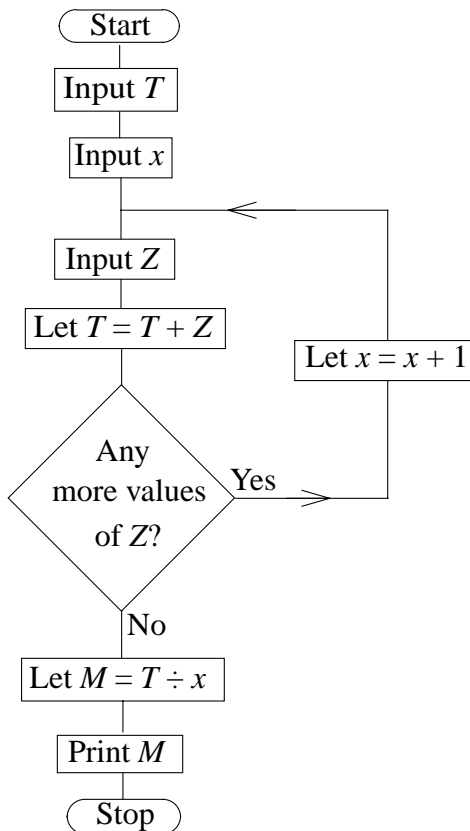 Start
Input T
Input x
Input Z
Let T = T + Z
Let x = x + 1
Any
more values
of Z?
Yes
No
Let M = T ÷ x
Print M
Stop